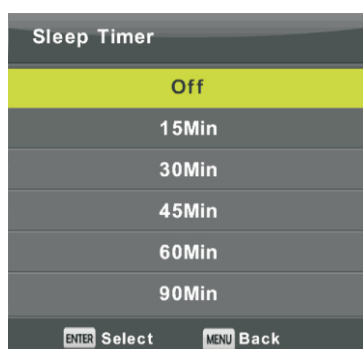 Sleep Timer
Off
15Min
30Min
45Min
60Min
90Min
ENTER Select MENU Back